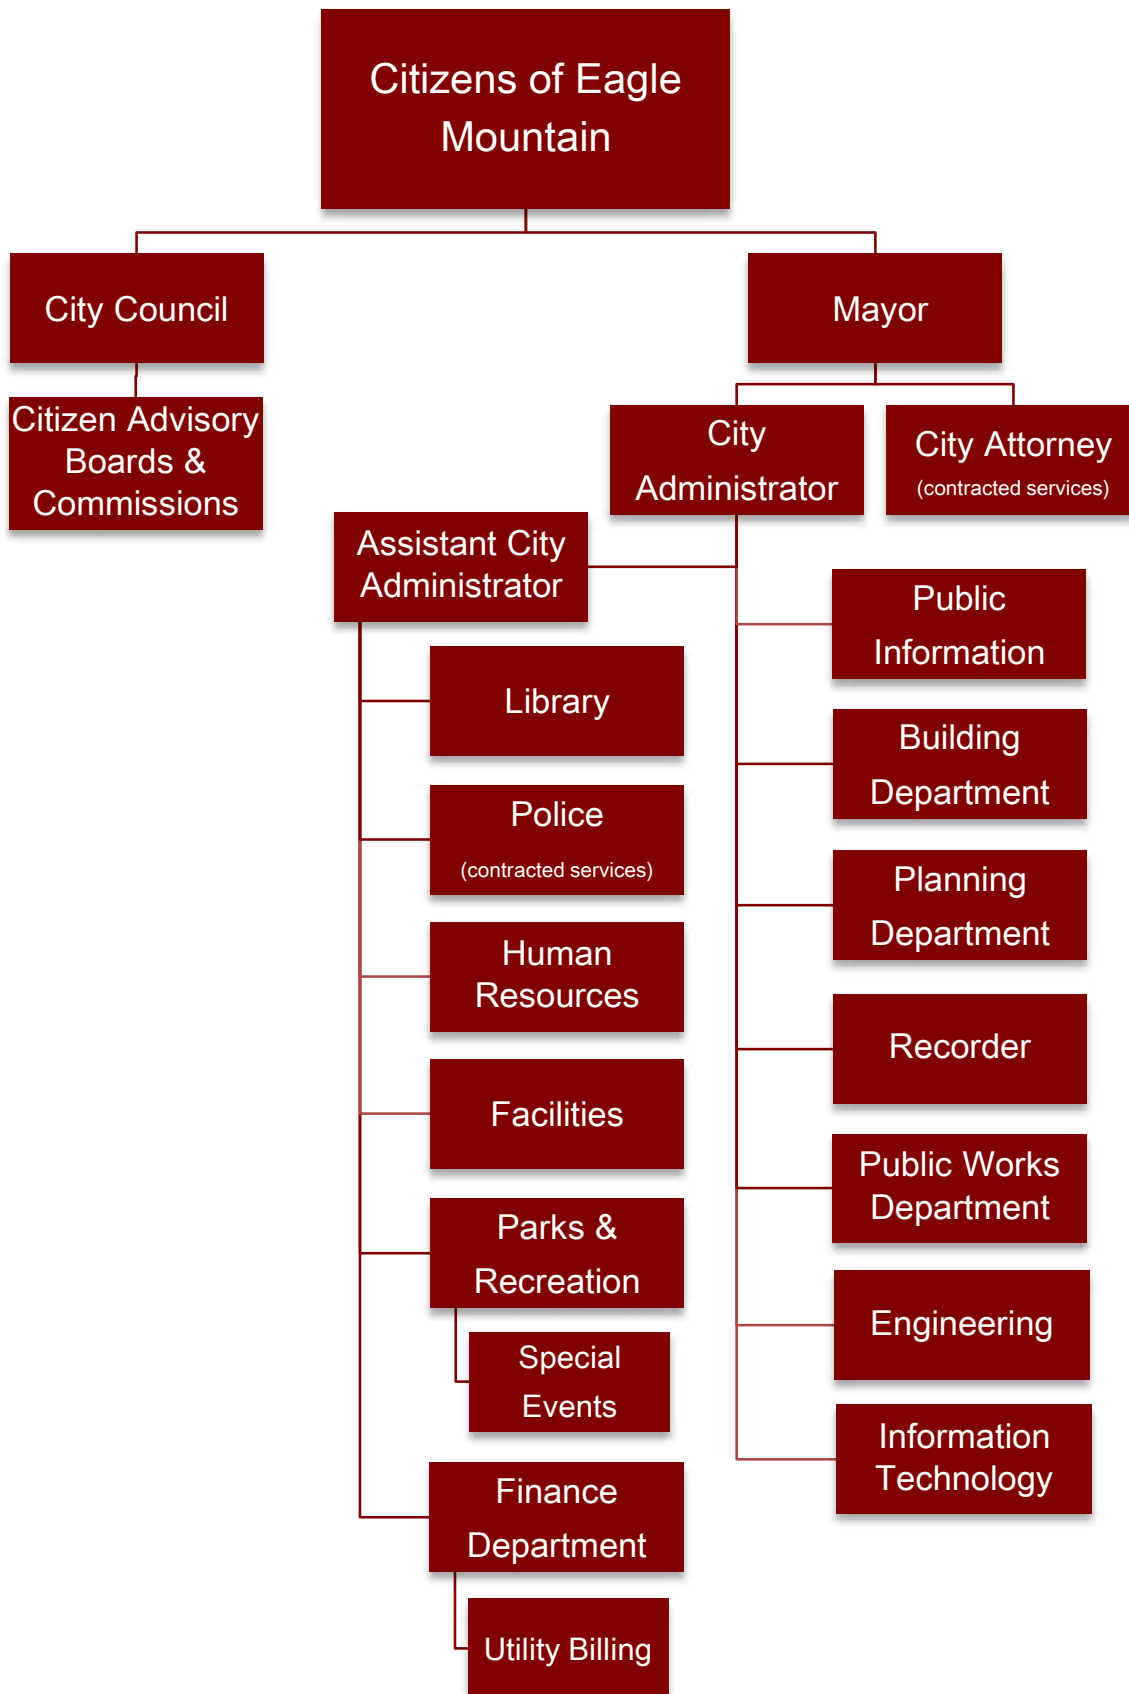 Citizens of Eagle
Mountain
City Council
Mayor
Citizen Advisory
Boards &
Commissions
City
Administrator
City Attorney
(contracted services)
Assistant City
Administrator
Public
Information
Library
Building
Department
Police
(contracted services)
Planning
Department
Human
Resources
Recorder
Facilities
Public Works
Department
Parks &
Recreation
Engineering
Special
Events
Information
Technology
Finance
Department
Utility Billing